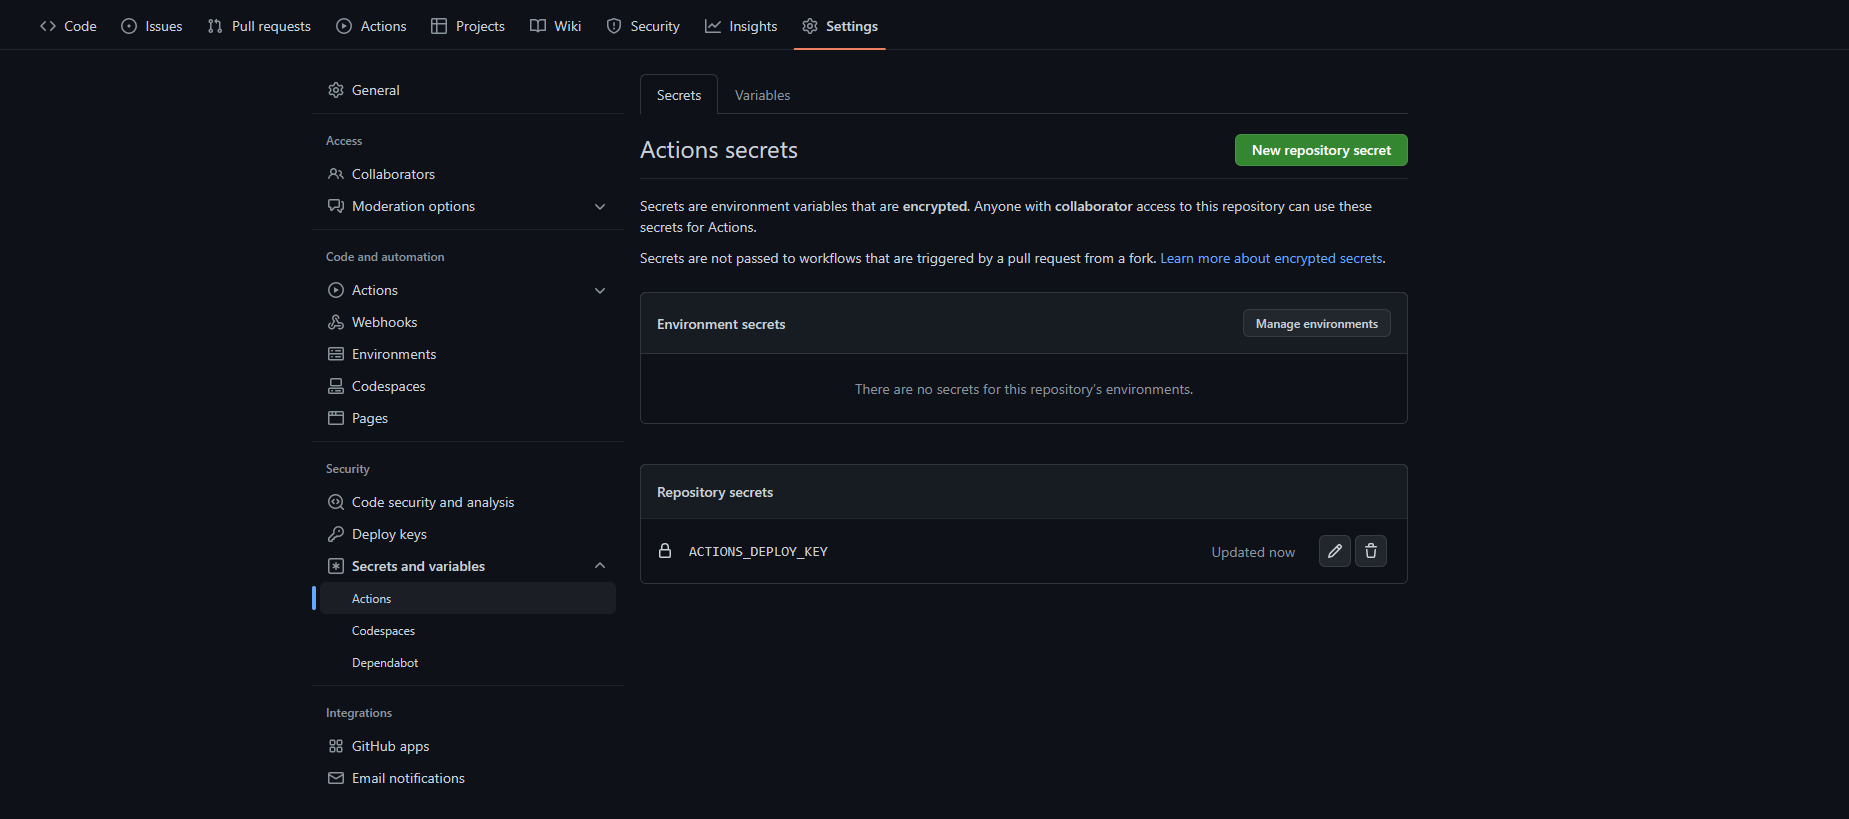 Code Issues Pull requests Actions Projects Wiki Security Insights Settings
General
Access
Collaborators
Moderation options
Code and automation
Actions
Webhooks
Environments
Codespaces
Pages
Security
Code security and analysis
Deploy keys
Secrets and variables
Actions
Codespaces
Dependabot
Integrations
GitHub apps
Email notifications
Secrets Variables
Actions secrets
New repository secret
Secrets are environment variables that are encrypted. Anyone with collaborator access to this repository can use these
secrets for Actions.
Secrets are not passed to workflows that are triggered by a pull request from a fork. Learn more about encrypted secrets.
Environment secrets
Manage environments
There are no secrets for this repository's environments.
Repository secrets
ACTIONS_DEPLOY_KEY Updated now